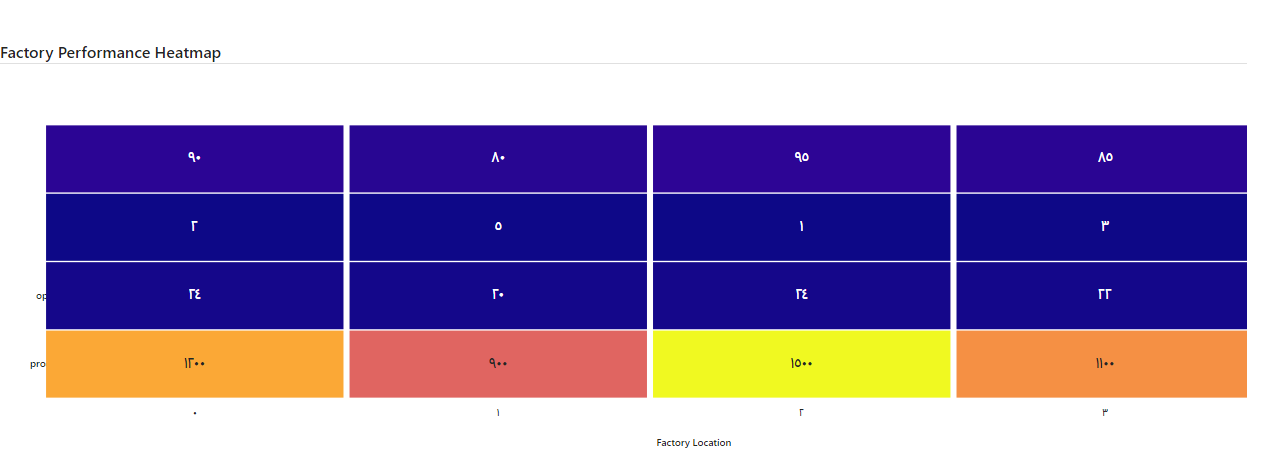 Factory Performance Heatmap
٩٠ ٨٠ ٩٥ ٨٥
٢ ٥ ١ ٣
op ٢٤ ٢٠ ٢٤ ٢٢
pro ١٢٠٠ ٩٠٠ ١٥٠٠ ١١٠٠
٠ ١ ٢ ٣
Factory Location